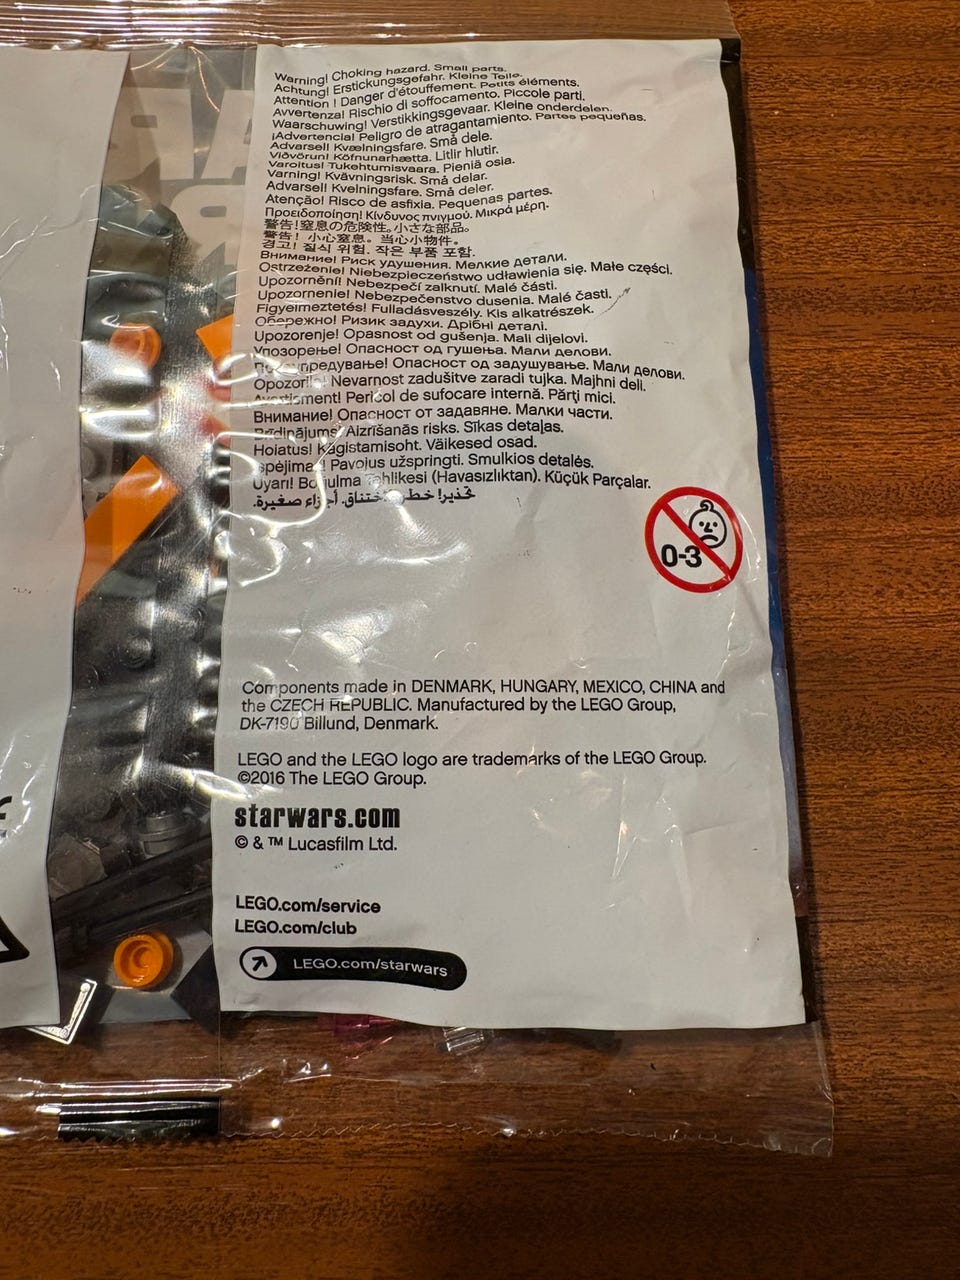 Warning! Choking hazard. Small parts.
Achtung! Erstickungsgefahr. Kleine Teile.
Attention ! Danger d'étouffement. Petits éléments.
Avvertenza! Rischio di soffocamento. Piccole parti.
Waarschuwing! Verstikkingsgevaar. Kleine onderdelen.
¡Advertencia! Peligro de atragantamiento. Partes pequeñas.
Advarsel! Kvælningsfare. Små dele.
Viðvörun! Köfnunarhætta. Litlir hlutir.
Varoitus! Tukehtumisvaara. Pieniä osia.
Varning! Kvävningsrisk. Små delar.
Advarsel! Kvelningsfare. Små deler.
Atenção! Risco de asfixia. Pequenas partes.
Προειδοποίηση! Κίνδυνος πνιγμού. Μικρά μέρη.
警告!窒息の危険性。小さな部品。
警告! 小心窒息。当心小物件。
경고! 질식 위험. 작은 부품 포함.
Внимание! Риск удушения. Мелкие детали.
Ostrzeżenie! Niebezpieczeństwo udławienia się. Małe części.
Upozornění! Nebezpečí zalknutí. Malé části.
Upozornenie! Nebezpečenstvo dusenia. Malé časti.
Figyelmeztetés! Fulladásveszély. Kis alkatrészek.
Обережно! Ризик задухи. Дрібні деталі.
Upozorenje! Opasnost od gušenja. Mali dijelovi.
Упозорење! Опасност од гушења. Мали делови.
Предупредување! Опасност од задушување. Мали делови.
Opozorilo! Nevarnost zadušitve zaradi tujka. Majhni deli.
Avertisment! Pericol de sufocare internă. Părţi mici.
Внимание! Опасност от задавяне. Малки части.
Brīdinājums! Aizrīšanās risks. Sīkas detaļas.
Hoiatus! Kägistamisoht. Väikesed osad.
Įspėjimas! Pavojus užspringti. Smulkios detalės.
Uyarı! Boğulma Tehlikesi (Havasızlıktan). Küçük Parçalar.
تحذير! خطر الاختناق. أجزاء صغيرة.
0-3
Components made in DENMARK, HUNGARY, MEXICO, CHINA and
the CZECH REPUBLIC. Manufactured by the LEGO Group,
DK-7190 Billund, Denmark.
LEGO and the LEGO logo are trademarks of the LEGO Group.
©2016 The LEGO Group.
starwars.com
© & ™ Lucasfilm Ltd.
LEGO.com/service
LEGO.com/club
LEGO.com/starwars